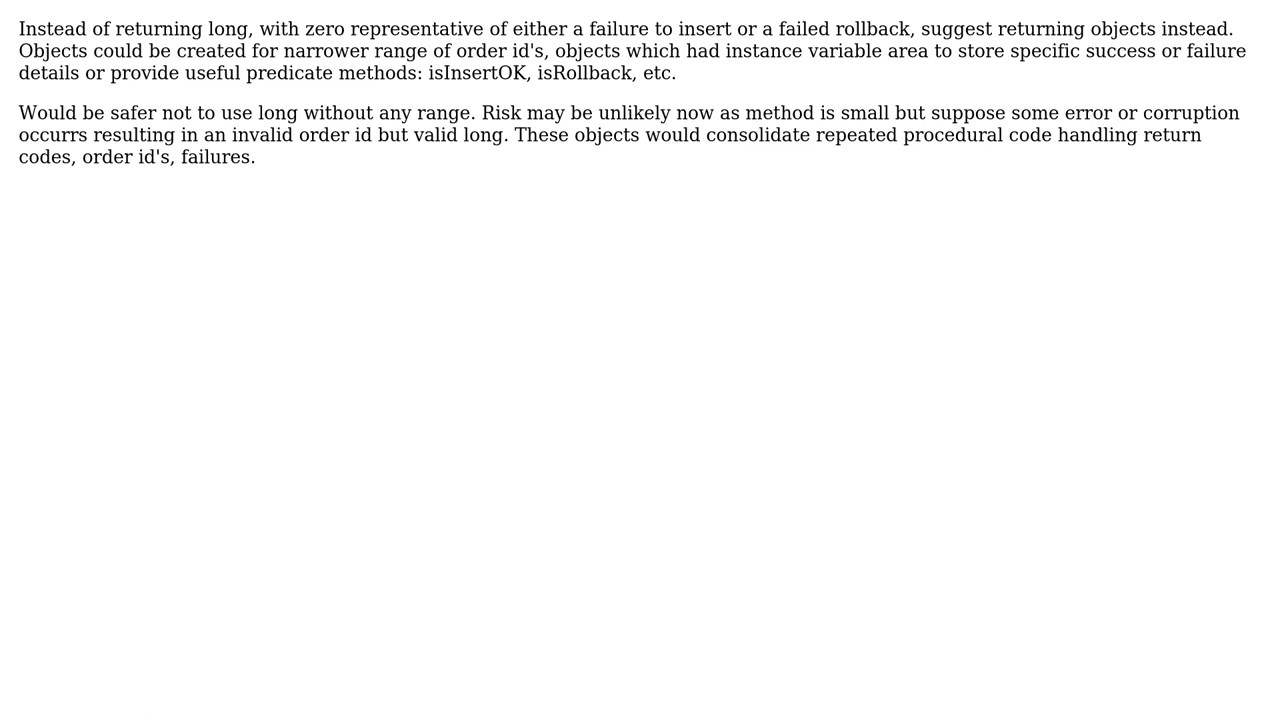 Instead of returning long, with zero representative of either a failure to insert or a failed rollback, suggest returning objects instead.
Objects could be created for narrower range of order id's, objects which had instance variable area to store specific success or failure
details or provide useful predicate methods: isInsertOK, isRollback, etc.
Would be safer not to use long without any range. Risk may be unlikely now as method is small but suppose some error or corruption
occurrs resulting in an invalid order id but valid long. These objects would consolidate repeated procedural code handling return
codes, order id's, failures.